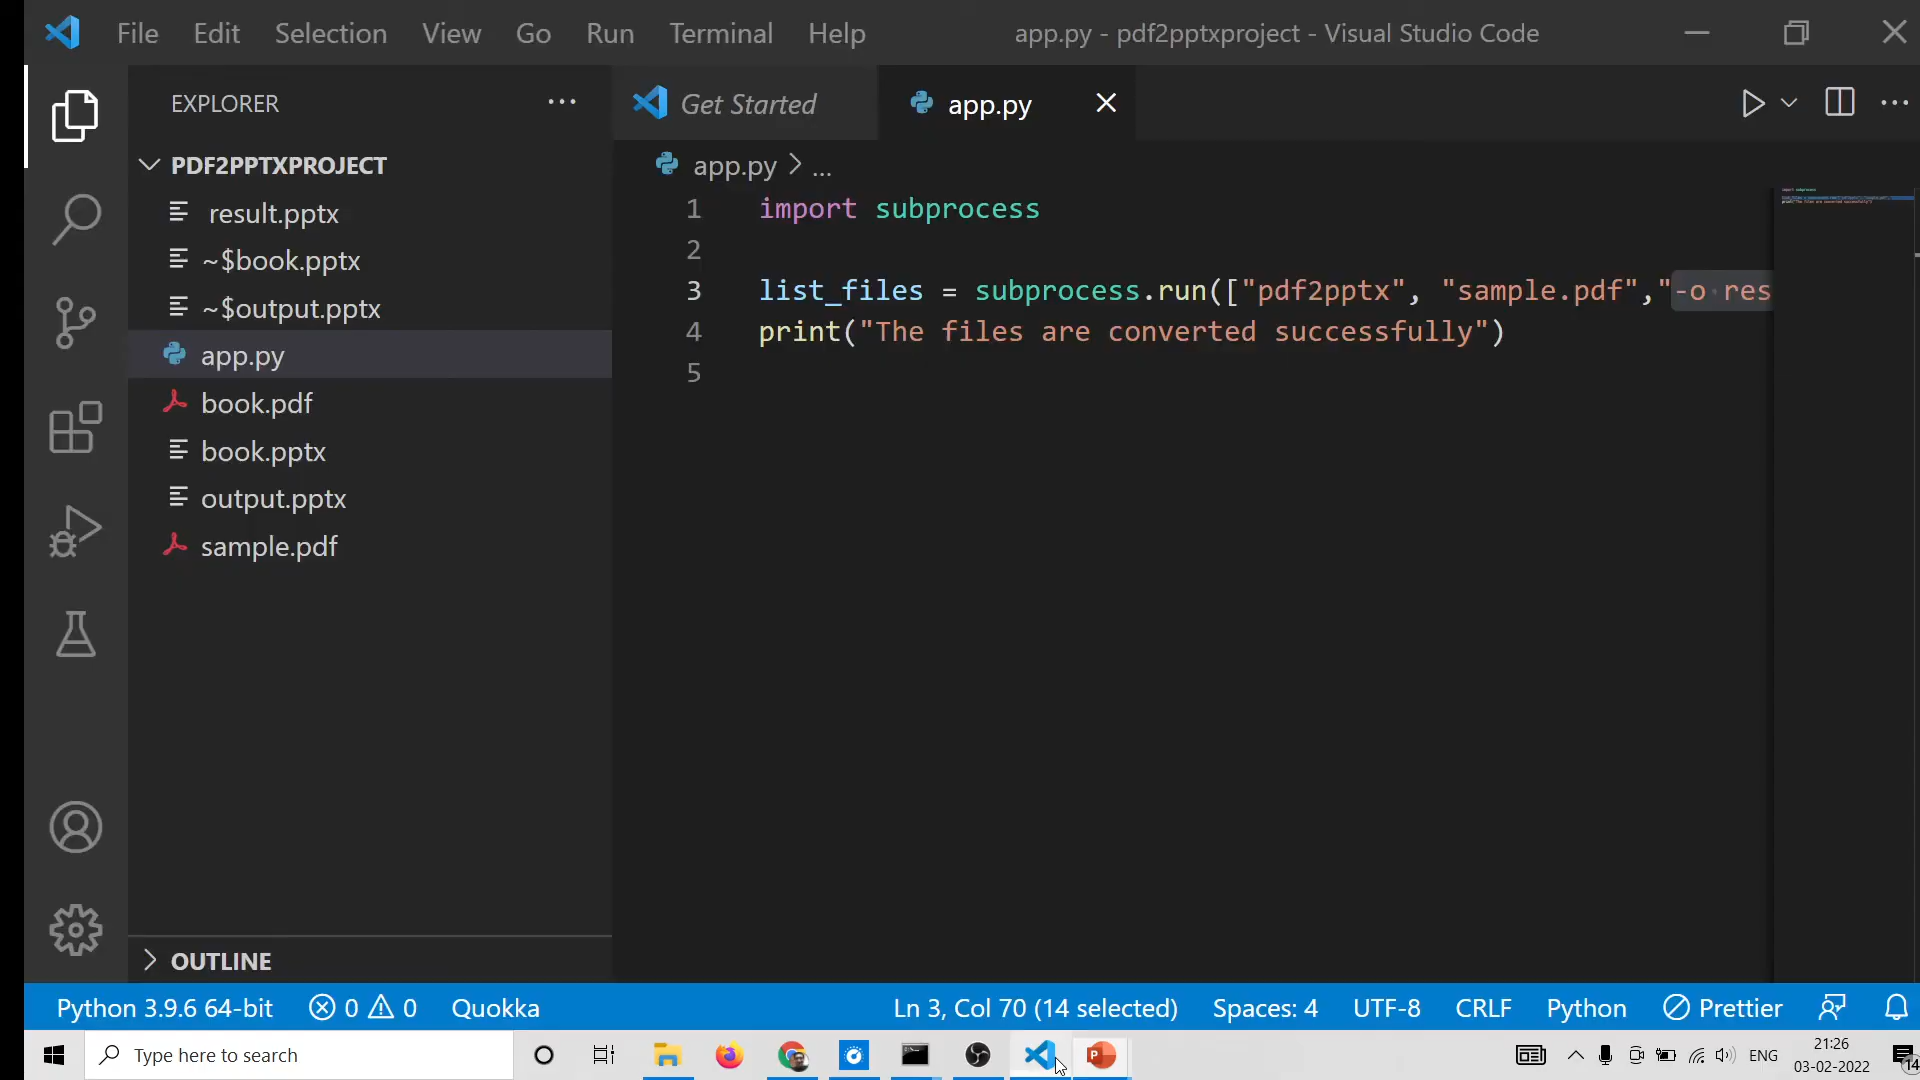 File Edit Selection View Go Run Terminal Help app.py - pdf2pptxproject - Visual Studio Code
EXPLORER
Get Started
app.py
PDF2PPTXPROJECT
result.pptx
~$book.pptx
~$output.pptx
app.py
book.pdf
book.pptx
output.pptx
sample.pdf
OUTLINE
app.py > ...
1 import subprocess
2
3 list_files = subprocess.run(["pdf2pptx", "sample.pdf","-o res
4 print("The files are converted successfully")
5
Python 3.9.6 64-bit 0 0 Quokka Ln 3, Col 70 (14 selected) Spaces: 4 UTF-8 CRLF Python Prettier
Type here to search
ENG
21:26
03-02-2022
14